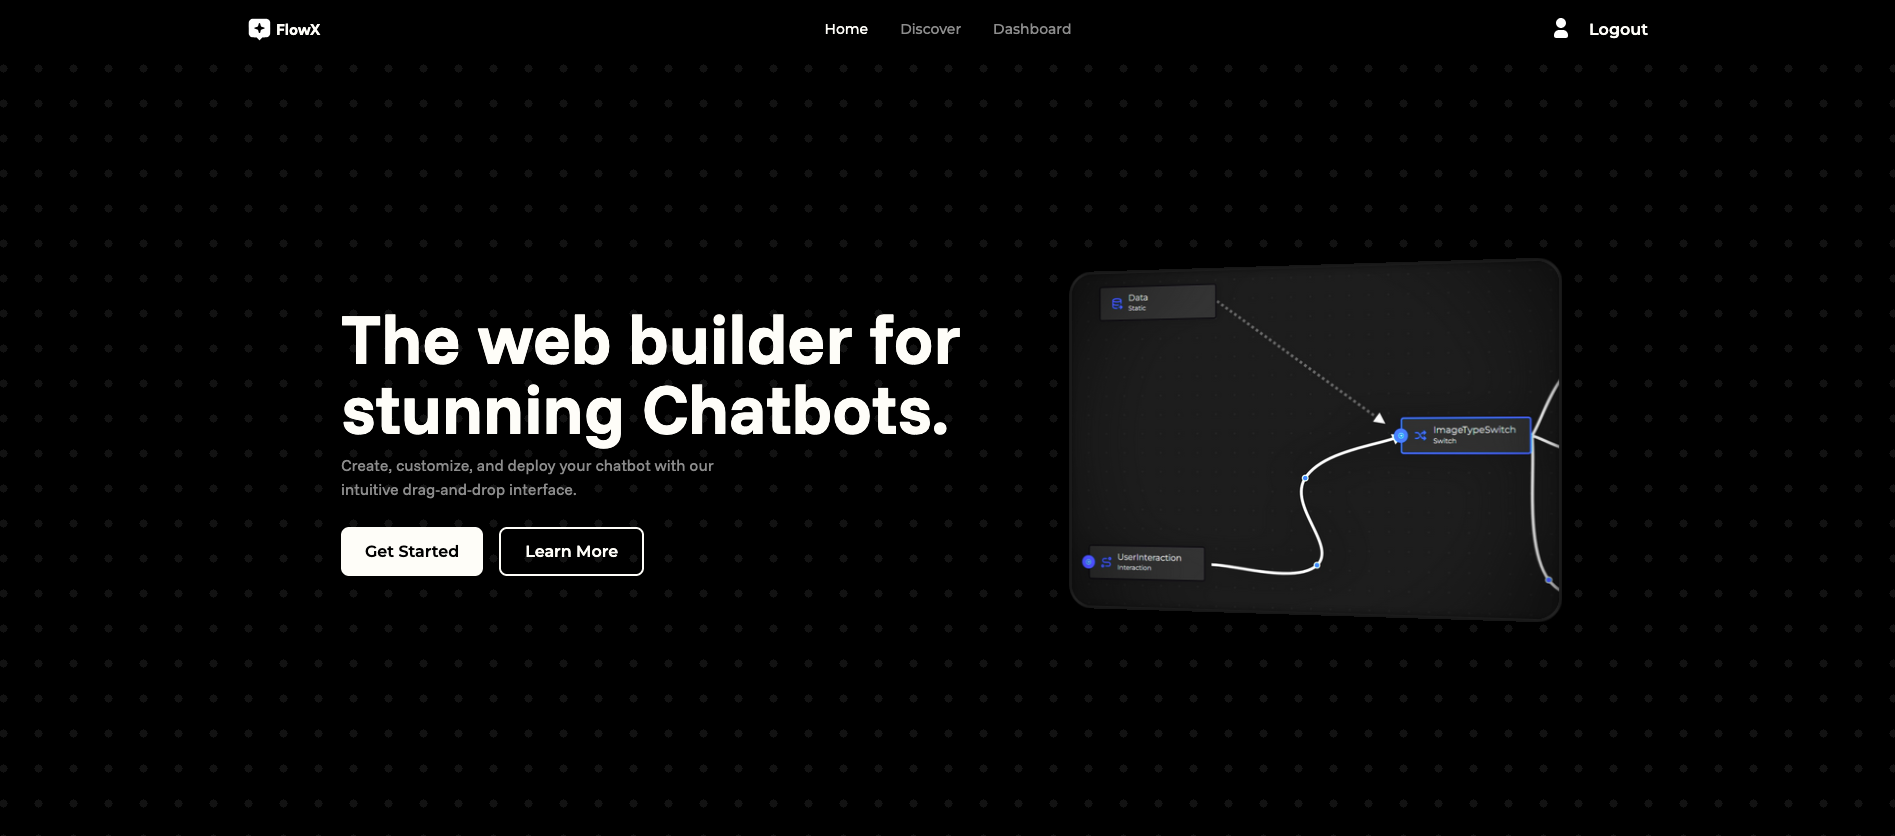 FlowX
Home
Discover
Dashboard
Logout
The web builder for
stunning Chatbots.
Create, customize, and deploy your chatbot with our
intuitive drag-and-drop interface.
Get Started
Learn More
Data
Static
ImageTypeSwitch
Switch
UserInteraction
Interaction